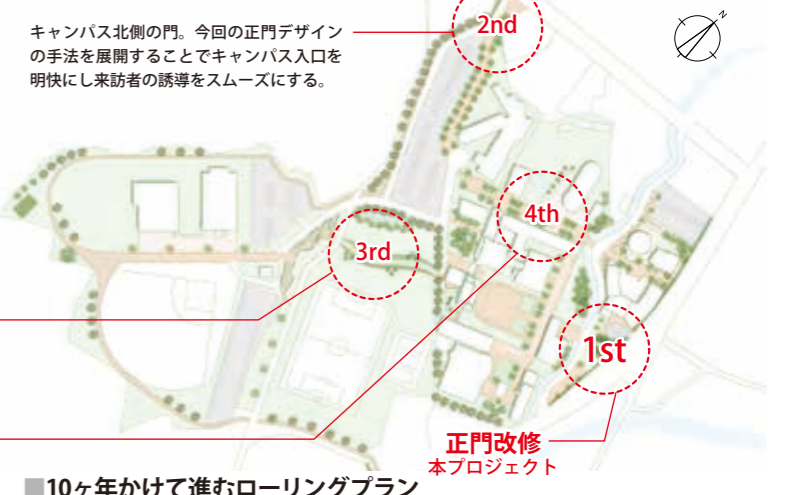 キャンパス北側の門。今回の正門デザイン
の手法を展開することでキャンパス入口を
明快にし来訪者の誘導をスムーズにする。
2nd
N
4th
3rd
1st
正門改修
本プロジェクト
■10ヶ年かけて進むローリングプラン